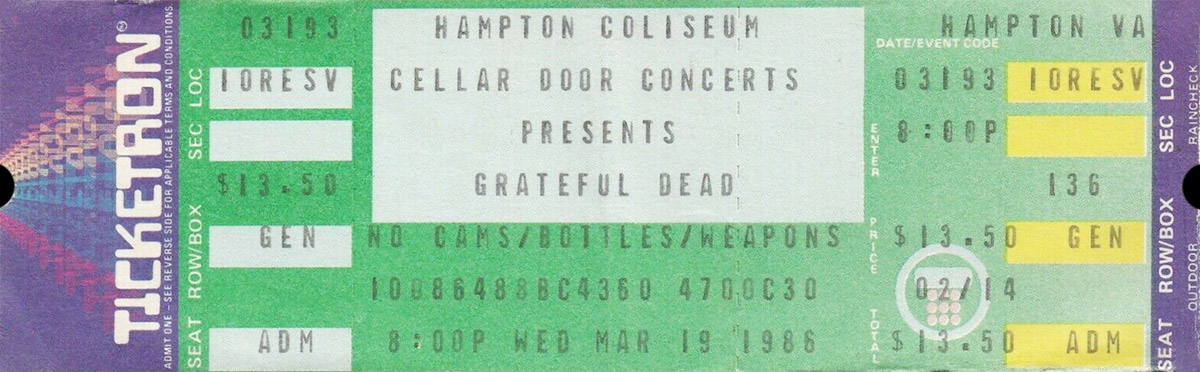 TICKETRON®
ADMIT ONE – SEE REVERSE SIDE FOR APPLICABLE TERMS AND CONDITIONS.
SEAT ROW/BOX SEC LOC
03193
IORESV
$13.50
GEN
ADM
HAMPTON COLISEUM
CELLAR DOOR CONCERTS
PRESENTS
GRATEFUL DEAD
NO CAMS/BOTTLES/WEAPONS
10086488BC4360 4700C30
8:00P WED MAR 19 1986
HAMPTON VA
DATE/EVENT CODE
03193 IORESV
ENTER
8:00P
136
PRICE
$13.50 GEN
02/14
TOTAL
$13.50 ADM
SEAT ROW/BOX SEC LOC
OUTDOOR RAINCHECK